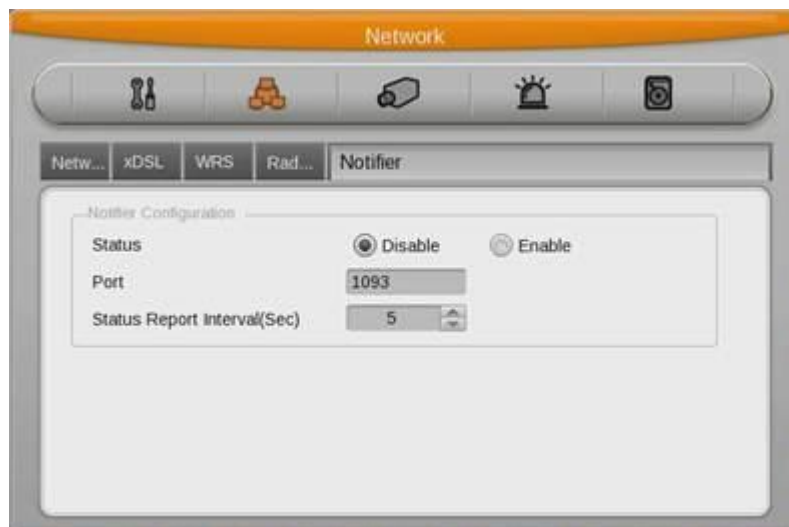 Network
Netw... xDSL WRS Rad... Notifier
Notifier Configuration
Status Disable Enable
Port 1093
Status Report Interval(Sec) 5